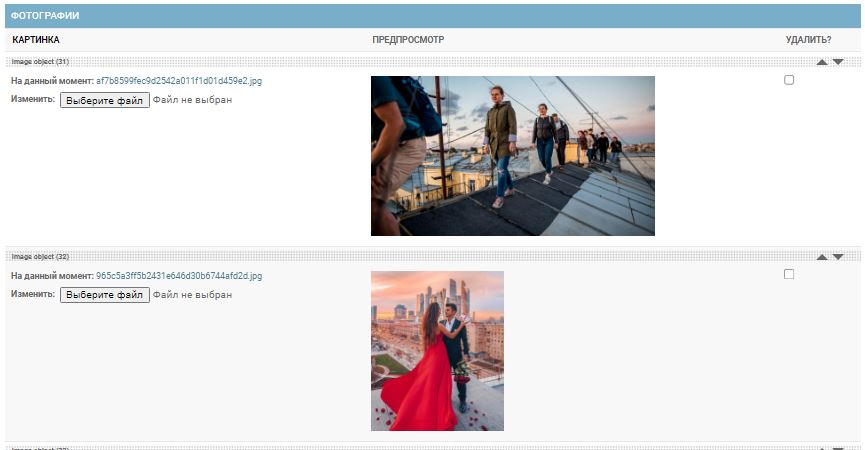 ФОТОГРАФИИ
КАРТИНКА ПРЕДПРОСМОТР УДАЛИТЬ?
Image object (31)
На данный момент: af7b8599fec9d2542a011f1d01d459e2.jpg
Изменить: Выберите файл Файл не выбран
Image object (32)
На данный момент: 965c5a3ff5b2431e646d30b6744afd2d.jpg
Изменить: Выберите файл Файл не выбран